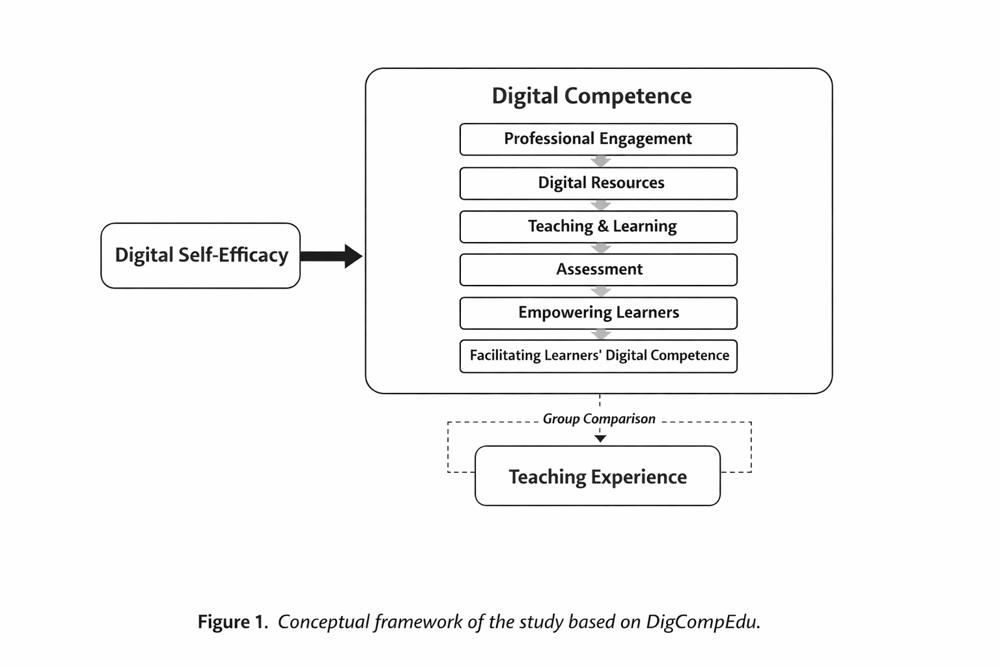 Digital Competence
Professional Engagement
Digital Resources
Teaching & Learning
Assessment
Empowering Learners
Facilitating Learners' Digital Competence
Digital Self-Efficacy
Group Comparison
Teaching Experience
Figure 1. Conceptual framework of the study based on DigCompEdu.